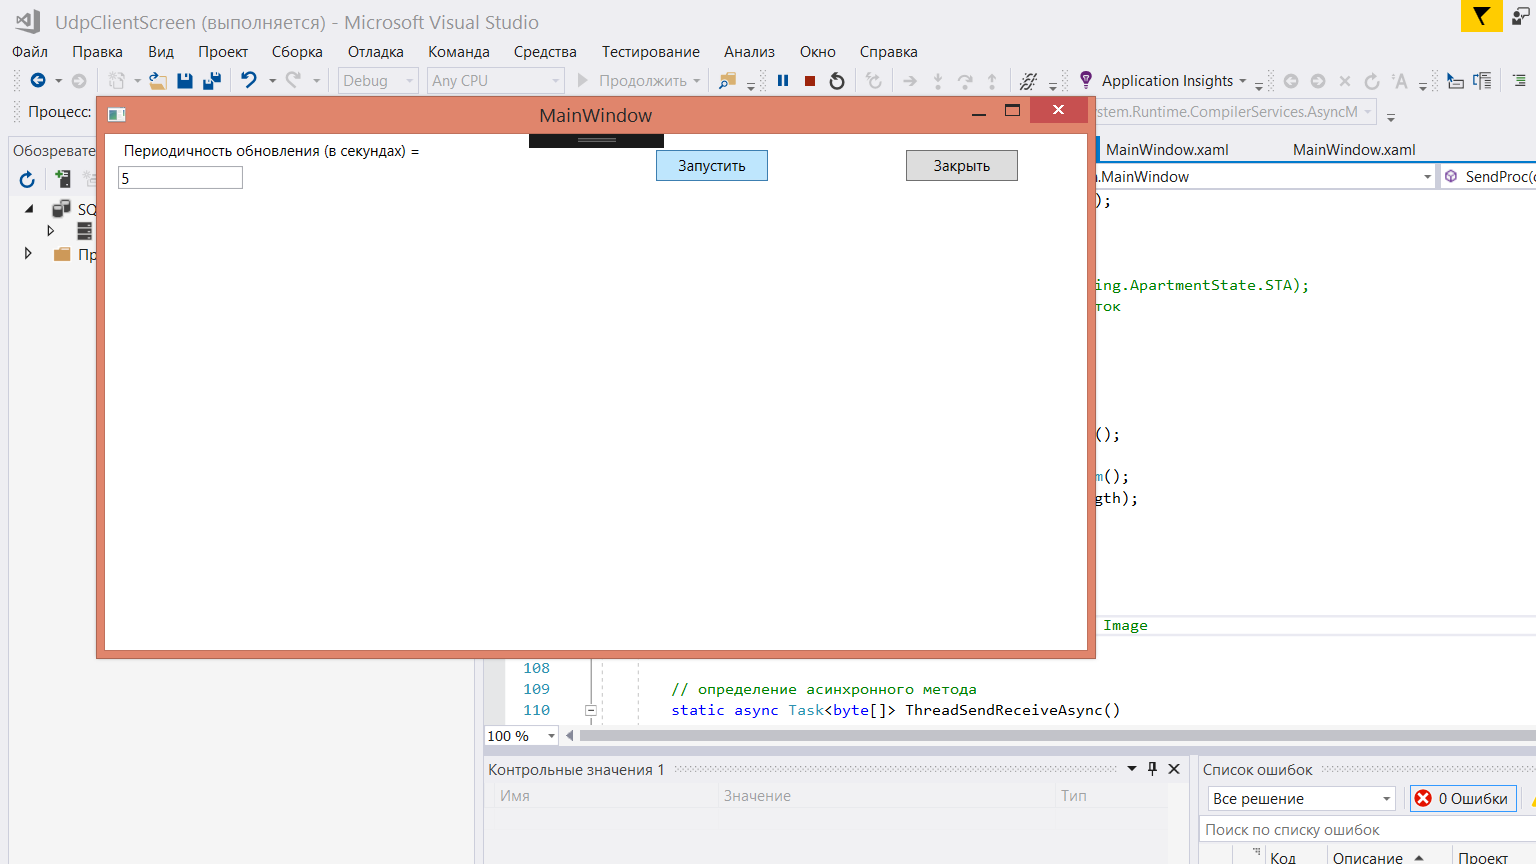 UdpClientScreen (выполняется) - Microsoft Visual Studio
Файл Правка Вид Проект Сборка Отладка Команда Средства Тестирование Анализ Окно Справка
Debug Any CPU Продолжить Application Insights
Процесс: stem.Runtime.CompilerServices.AsyncM
MainWindow
Обозревате
Периодичность обновления (в секундах) =
5
Запустить
Закрыть
MainWindow.xaml MainWindow.xaml
.MainWindow SendProc(
SQ
Пр
);
ing.ApartmentState.STA);
ток
();
m();
gth);
Image
108
109 // определение асинхронного метода
110 static async Task<byte[]> ThreadSendReceiveAsync()
100 %
Контрольные значения 1
Имя Значение Тип
Список ошибок
Все решение 0 Ошибки
Поиск по списку ошибок
Код Описание Проект